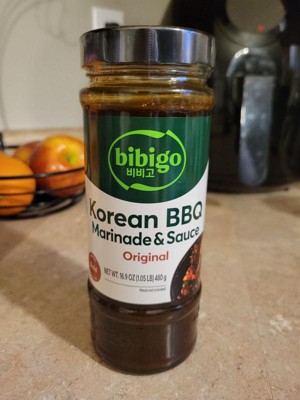 bibigo
비비고
Korean BBQ
Marinade & Sauce
Original
NET WT. 16.9 OZ (1.05 LB) 480 g